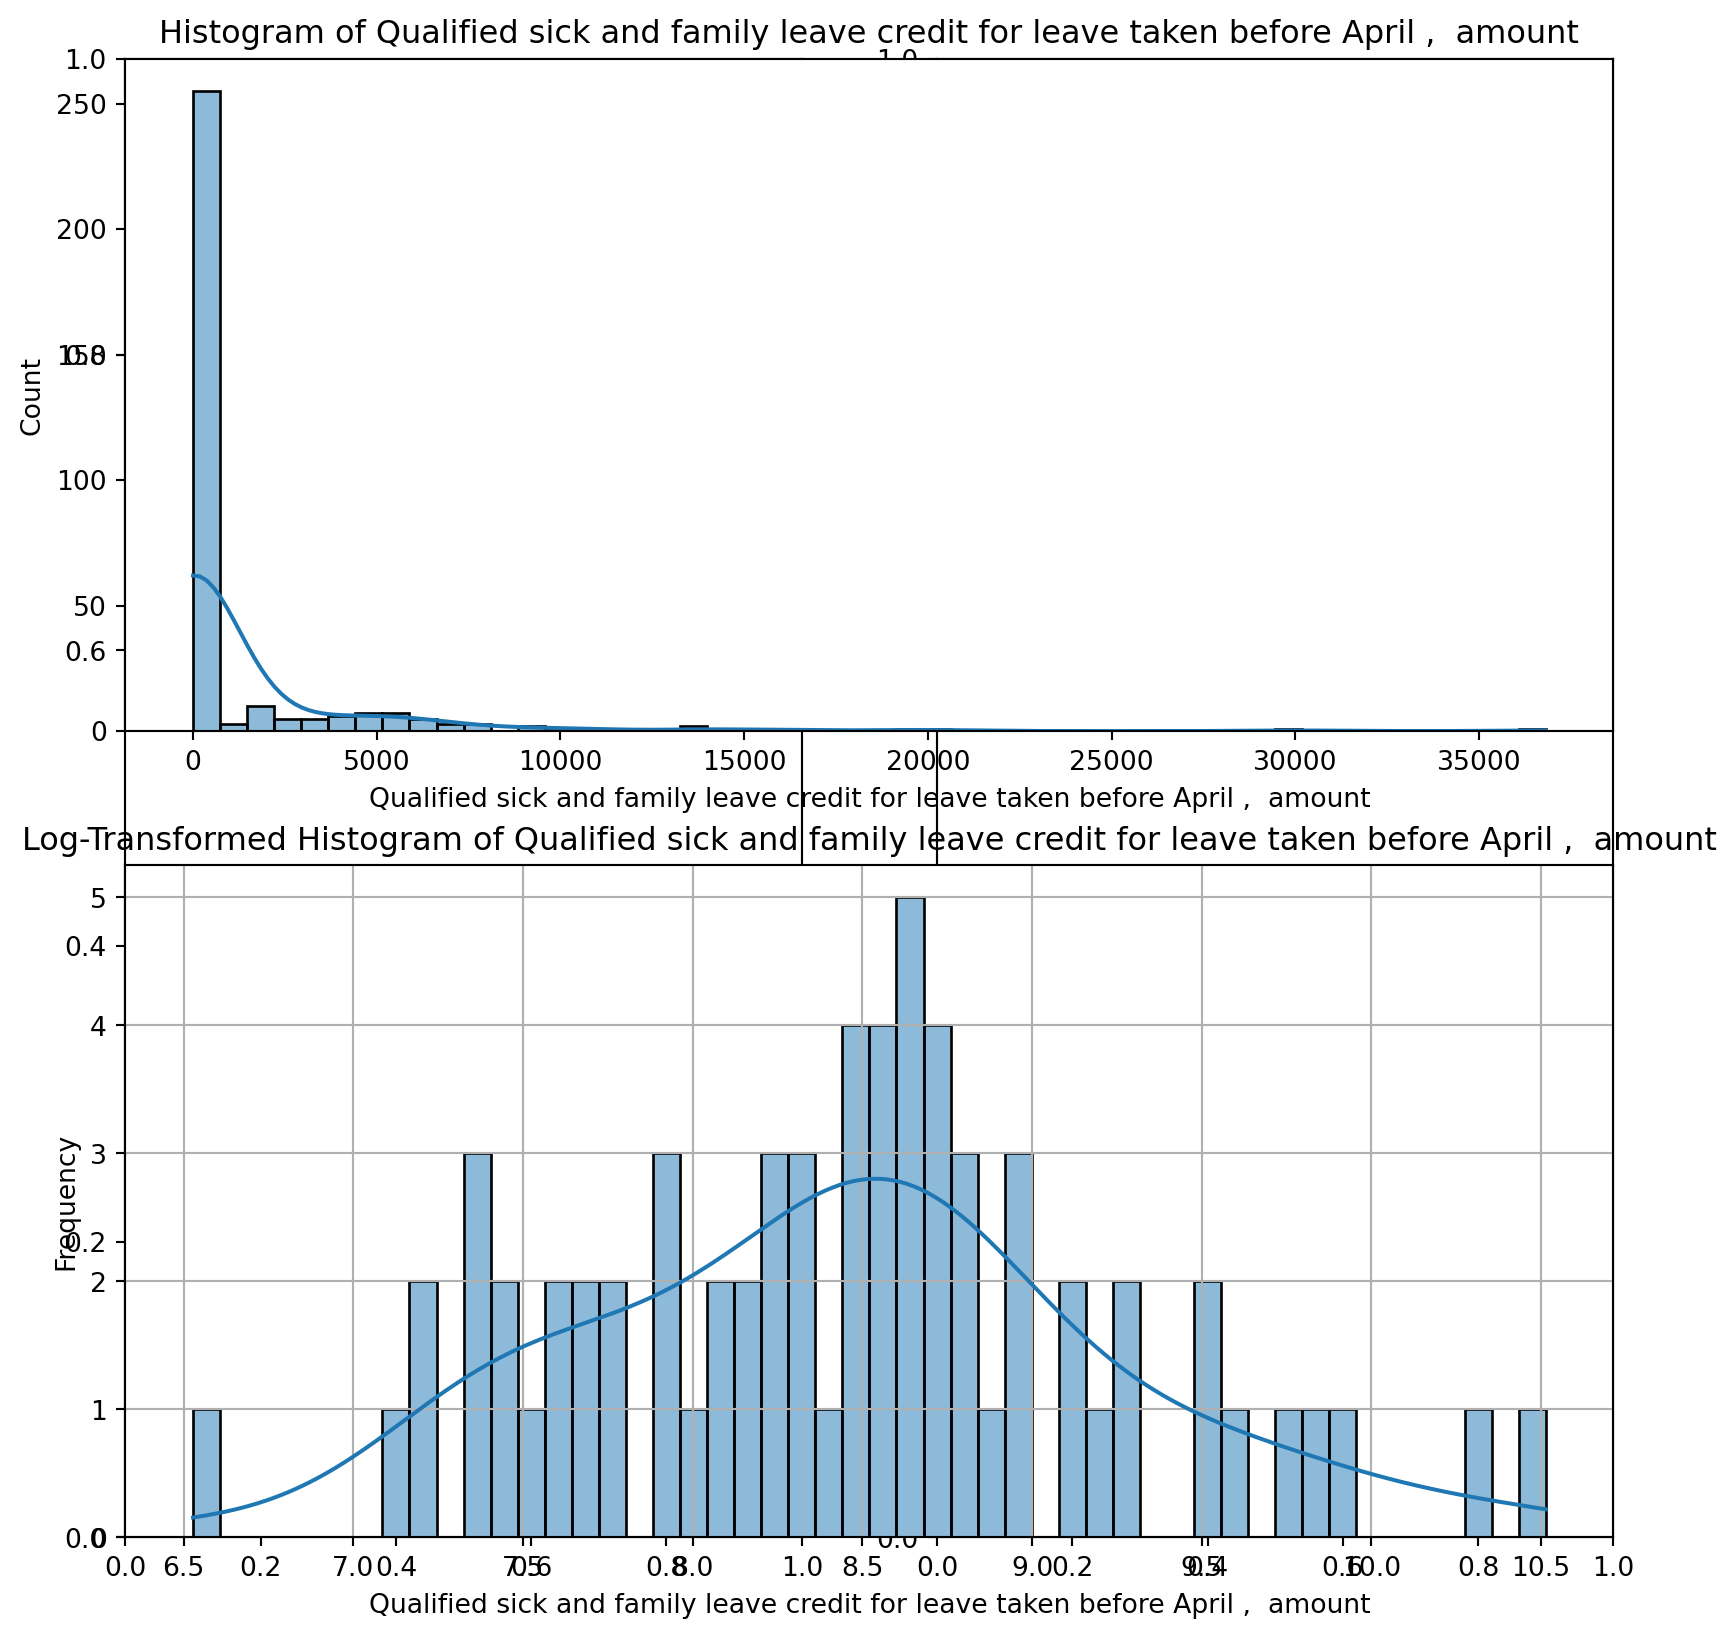 Histogram of Qualified sick and family leave credit for leave taken before April ,  amount
1.0
1.0
250
200
150
0.8
100
50
0.6
0
Count
0 5000 10000 15000 20000 25000 30000 35000
Qualified sick and family leave credit for leave taken before April ,  amount
Log-Transformed Histogram of Qualified sick and family leave credit for leave taken before April ,  amount
5
0.4
4
3
Frequency
0.2
2
1
0.0
0
0.0
0.0 6.5 0.2 7.0 0.4 7.5 0.6 0.8 8.0 1.0 8.5 0.0 9.0 0.2 9.5 0.4 0.6 10.0 0.8 10.5 1.0
Qualified sick and family leave credit for leave taken before April ,  amount